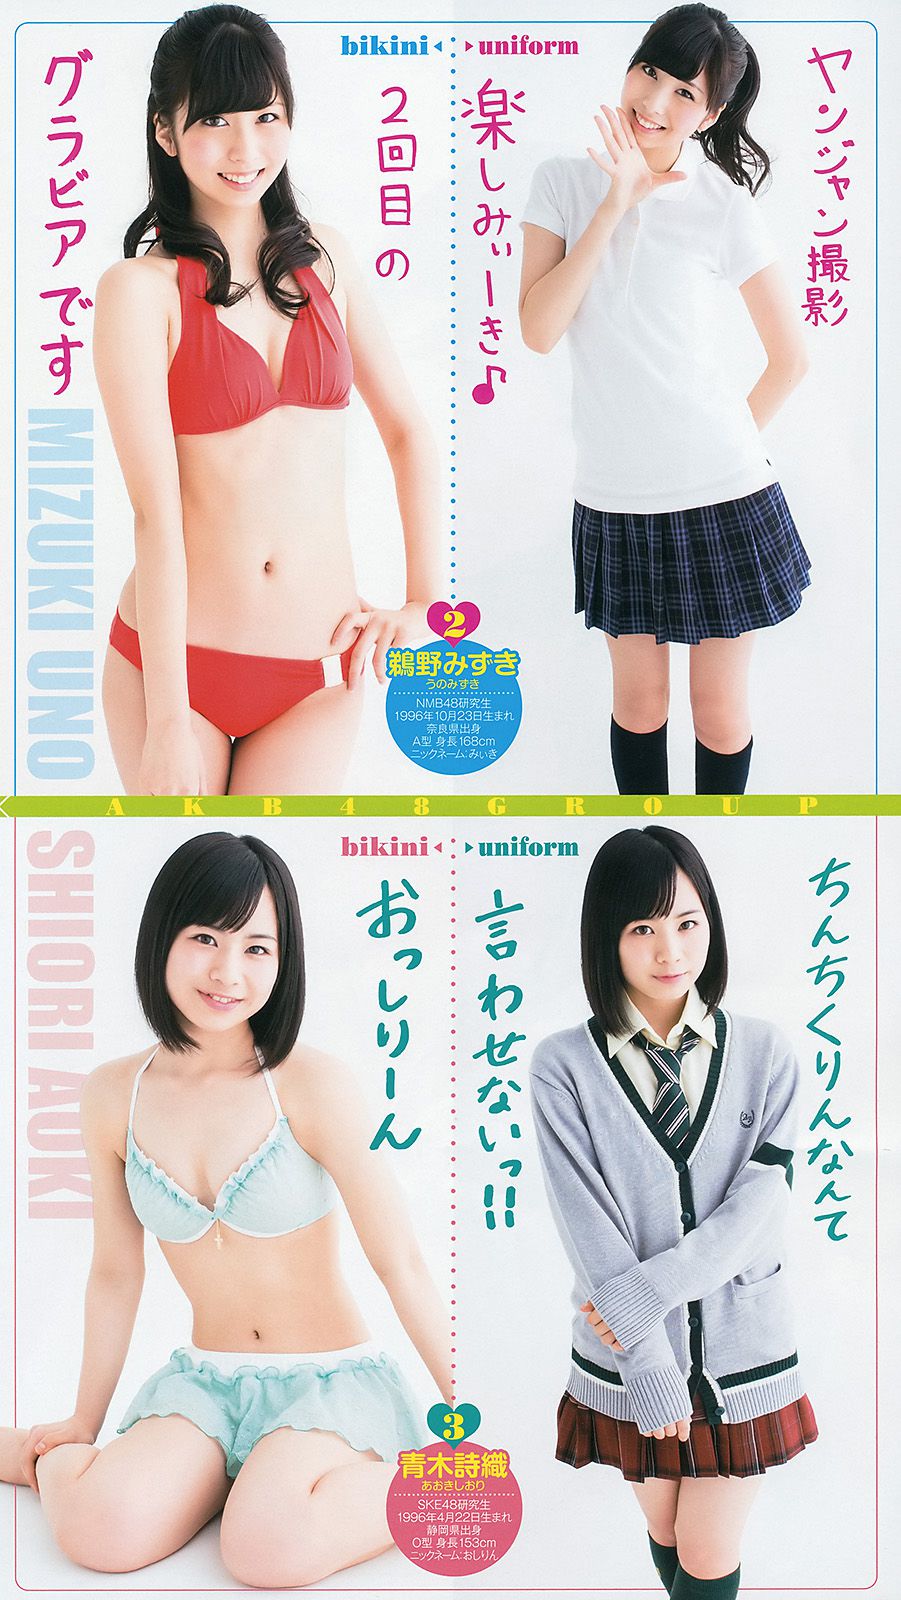 bikini
uniform
ヤンジャン撮影
楽しみぃーき♪
2回目の
グラビアです
MIZUKI UNO
2
鵜野みずき
うのみずき
NMB48研究生
1996年10月23日生まれ
奈良県出身
A型 身長168cm
ニックネーム：みぃき
AKB48GROUP
bikini
uniform
ちんちくりんなんて
言わせないっ!!
おっしりーん
SHIORI AOKI
3
青木詩織
あおきしおり
SKE48研究生
1996年4月22日生まれ
静岡県出身
O型 身長153cm
ニックネーム：おしりん